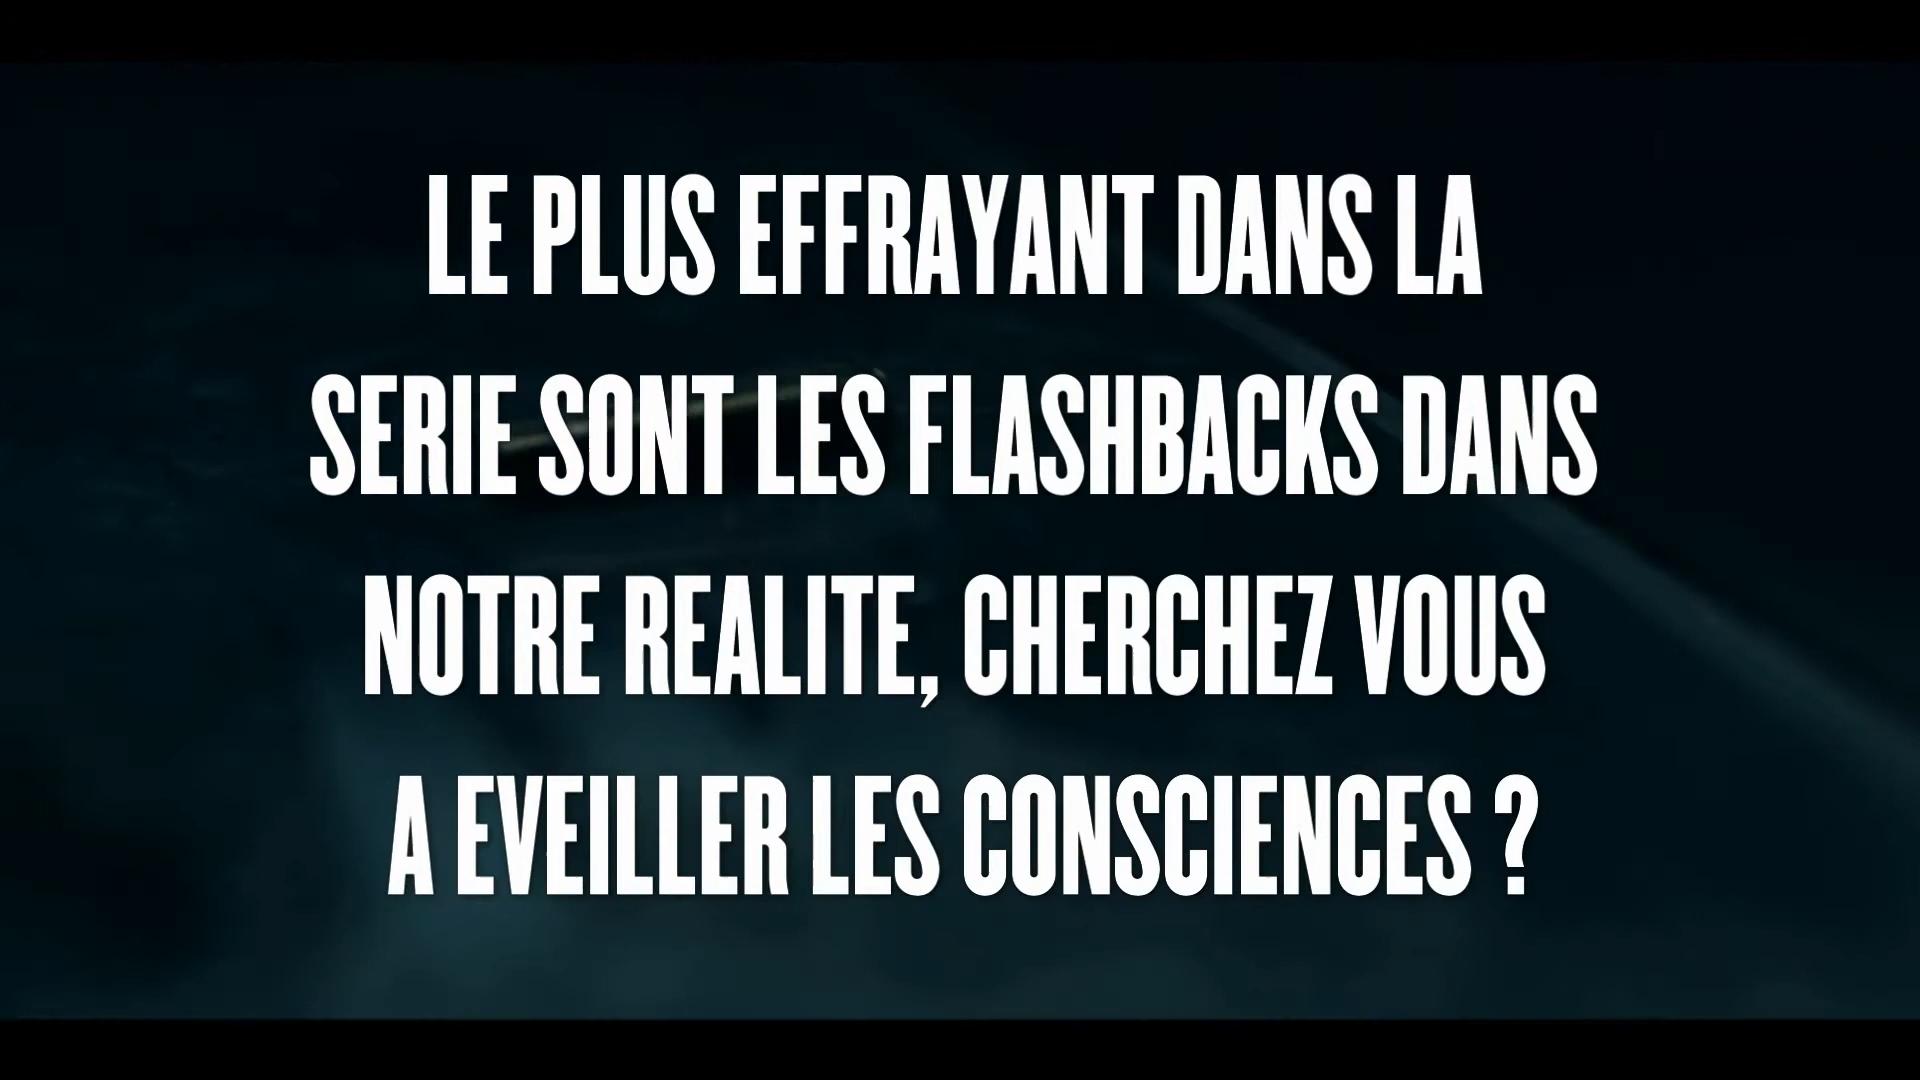 LE PLUS EFFRAYANT DANS LA
SERIE SONT LES FLASHBACKS DANS
NOTRE REALITE, CHERCHEZ VOUS
A EVEILLER LES CONSCIENCES ?